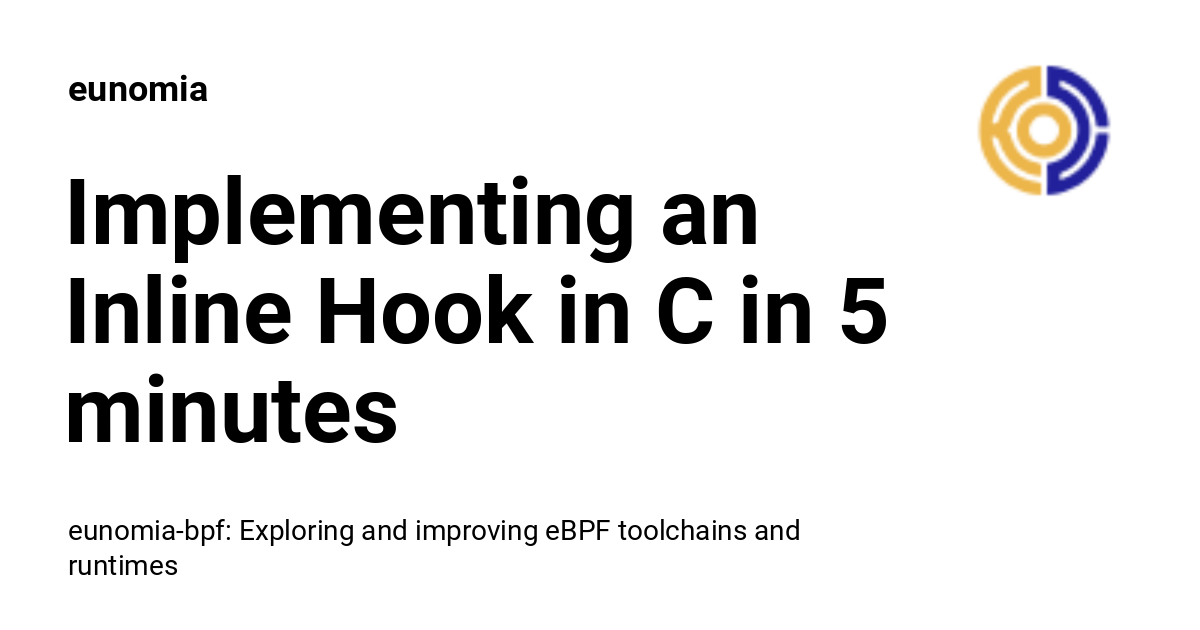 eunomia
Implementing an
Inline Hook in C in 5
minutes
eunomia-bpf: Exploring and improving eBPF toolchains and
runtimes